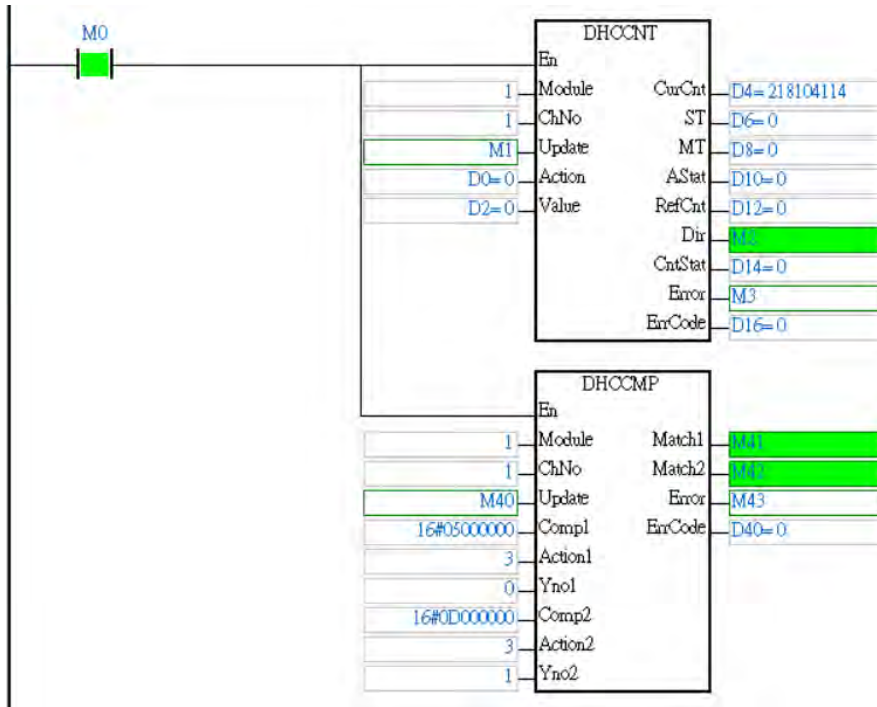 M0
DHCCNT
En
1 Module CurCnt D4=218104114
1 ChNo ST D6=0
M1 Update MT D8=0
D0=0 Action AStat D10=0
D2=0 Value RefCnt D12=0
Dir M2
CntStat D14=0
Error M3
ErrCode D16=0
DHCCMP
En
1 Module Match1 M41
1 ChNo Match2 M42
M40 Update Error M43
16#05000000 Comp1 ErrCode D40=0
3 Action1
0 Yno1
16#0D000000 Comp2
3 Action2
1 Yno2